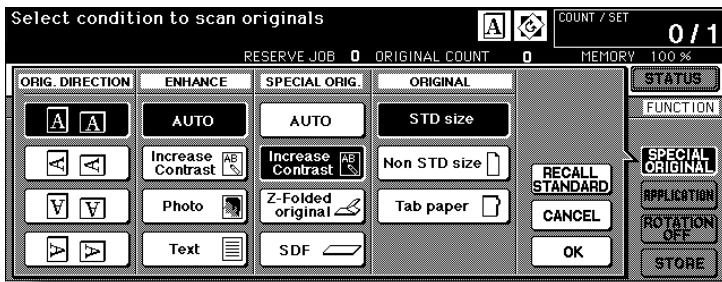 Select condition to scan originals
A
COUNT / SET
0 / 1
RESERVE JOB 0 ORIGINAL COUNT 0 MEMORY 100 %
ORIG. DIRECTION ENHANCE SPECIAL ORIG. ORIGINAL STATUS
FUNCTION
A A AUTO AUTO STD size
A A Increase Contrast AB Increase Contrast AB Non STD size SPECIAL ORIGINAL
RECALL STANDARD
A A Photo Z-Folded original Tab paper APPLICATION
CANCEL ROTATION OFF
A A Text SDF OK STORE